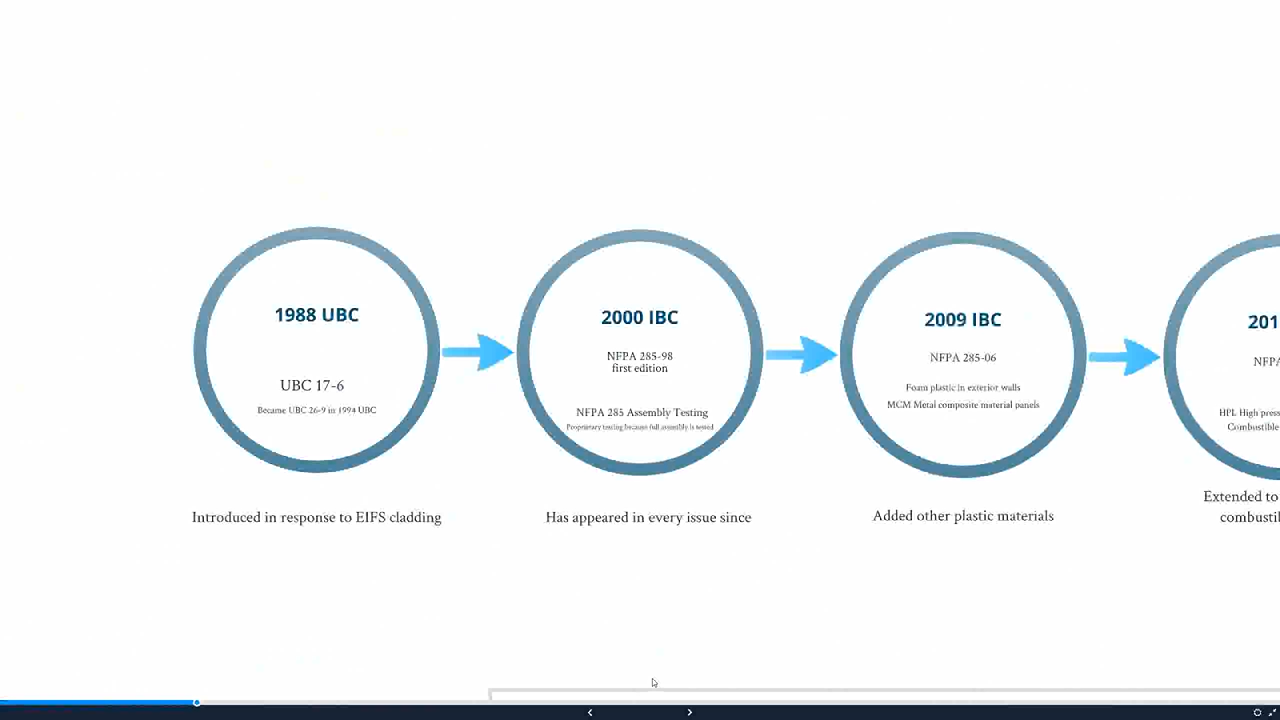 1988 UBC
UBC 17-6
Became UBC 26-9 in 1994 UBC
Introduced in response to EIFS cladding
2000 IBC
NFPA 285-98
first edition
NFPA 285 Assembly Testing
Proprietary testing because full assembly is tested
Has appeared in every issue since
2009 IBC
NFPA 285-06
Foam plastic in exterior walls
MCM Metal composite material panels
Added other plastic materials
201
NFPA
HPL High press
Combustible
Extended to
combustil